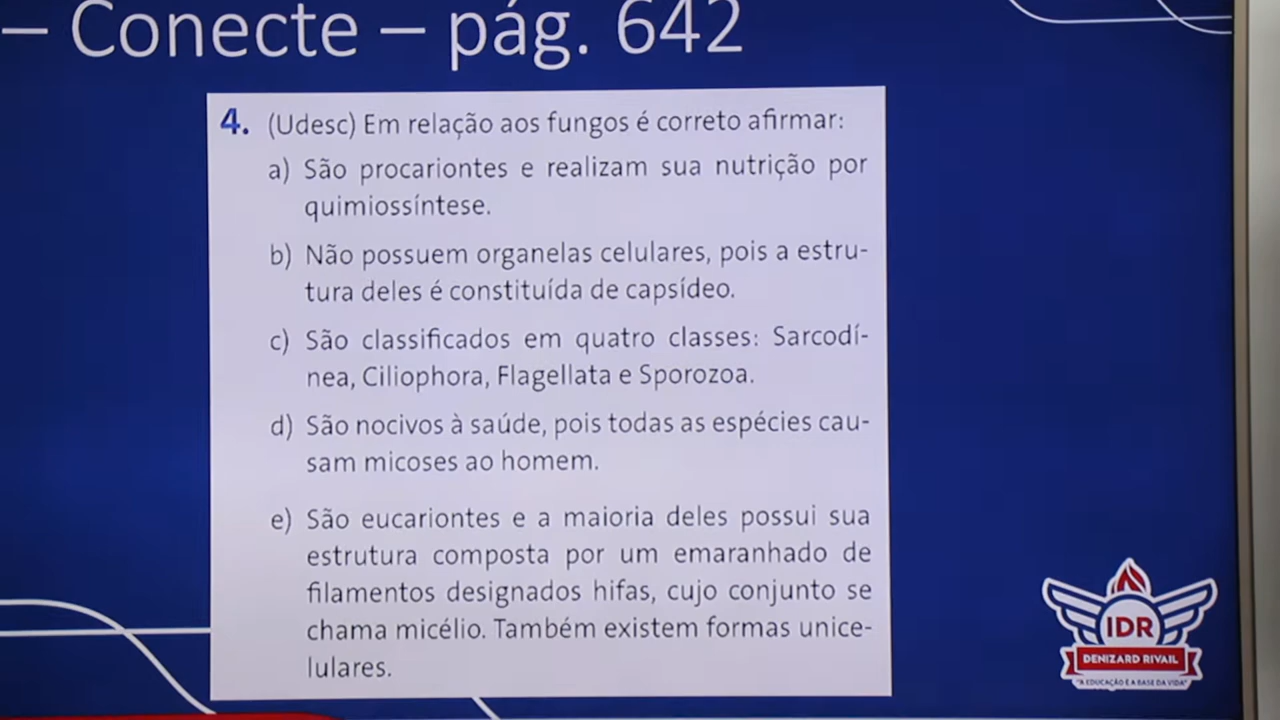 – Conecte – pág. 642
4. (Udesc) Em relação aos fungos é correto afirmar:
a) São procariontes e realizam sua nutrição por
quimiossíntese.
b) Não possuem organelas celulares, pois a estru-
tura deles é constituída de capsídeo.
c) São classificados em quatro classes: Sarcodí-
nea, Ciliophora, Flagellata e Sporozoa.
d) São nocivos à saúde, pois todas as espécies cau-
sam micoses ao homem.
e) São eucariontes e a maioria deles possui sua
estrutura composta por um emaranhado de
filamentos designados hifas, cujo conjunto se
chama micélio. Também existem formas unice-
lulares.
IDR
DENIZARD RIVAIL
"A EDUCAÇÃO É A BASE DA VIDA"